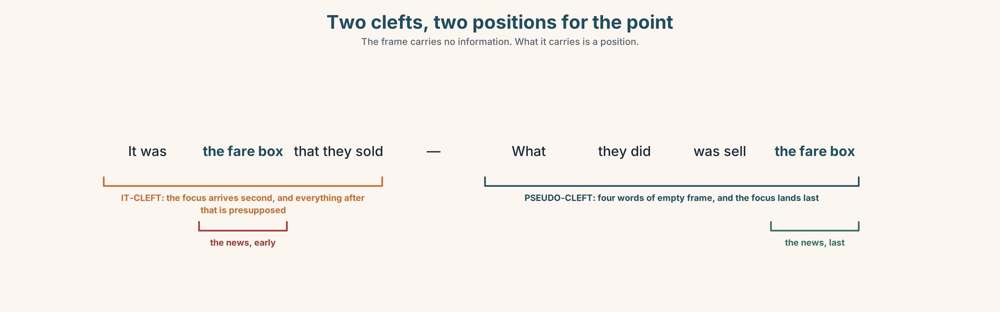 Two clefts, two positions for the point
The frame carries no information. What it carries is a position.
It was the fare box that they sold — What they did was sell the fare box
IT-CLEFT: the focus arrives second, and everything after
that is presupposed
PSEUDO-CLEFT: four words of empty frame, and the focus lands last
the news, early
the news, last